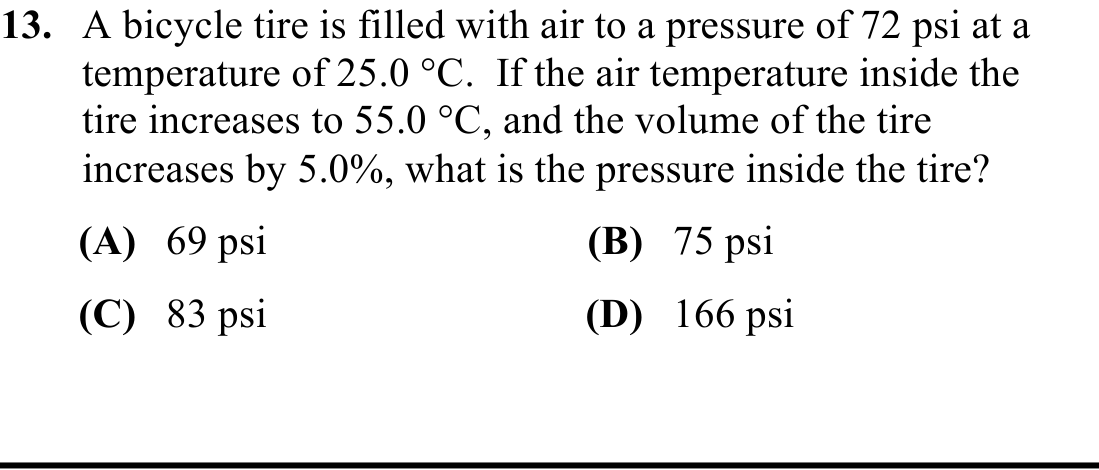 13. A bicycle tire is filled with air to a pressure of 72 psi at a
temperature of 25.0 °C. If the air temperature inside the
tire increases to 55.0 °C, and the volume of the tire
increases by 5.0%, what is the pressure inside the tire?
(A) 69 psi (B) 75 psi
(C) 83 psi (D) 166 psi